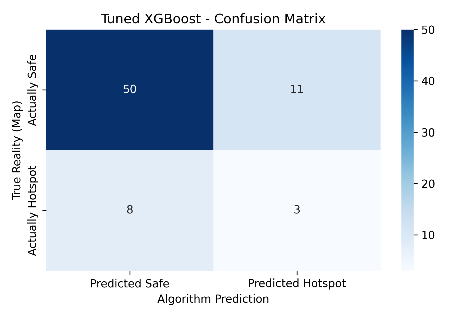 Tuned XGBoost - Confusion Matrix
True Reality (Map)
Actually Safe
Actually Hotspot
50
11
8
3
Predicted Safe
Predicted Hotspot
Algorithm Prediction
50
40
30
20
10